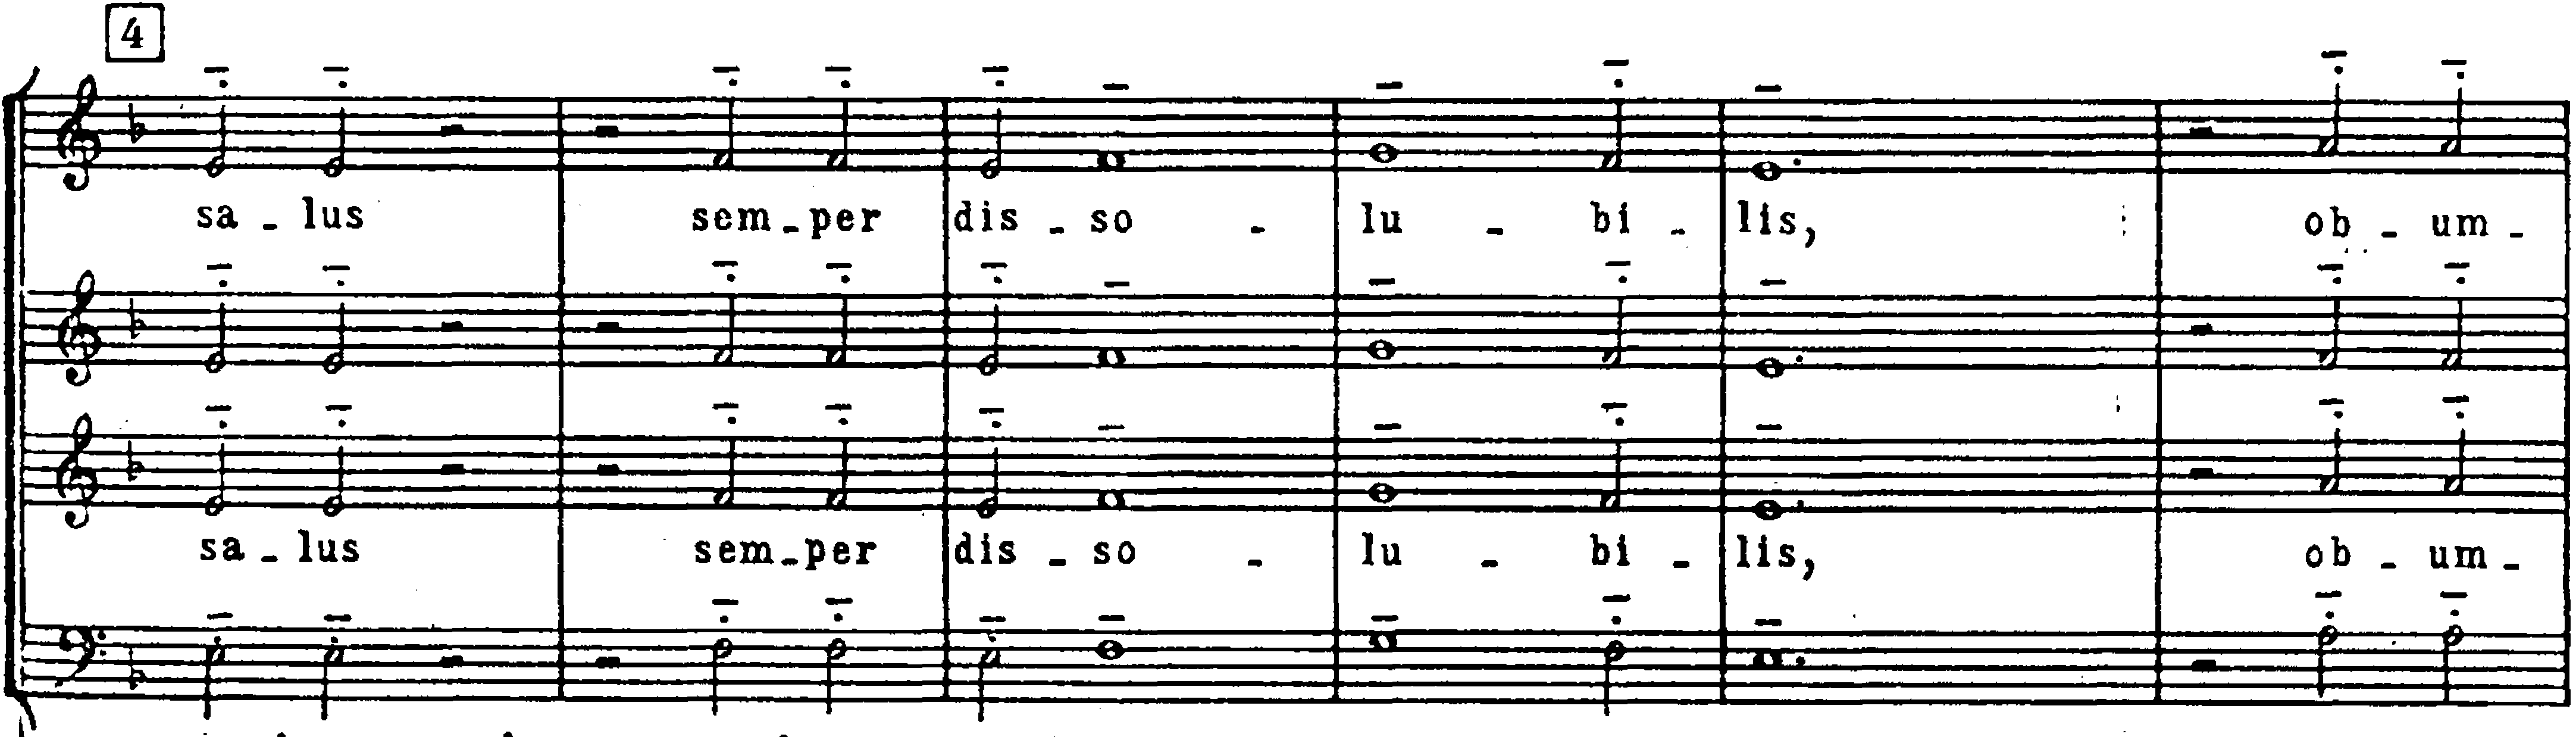 4
sa - lus sem - per dis - so - lu - bi - lis, ob - um -
sa - lus sem - per dis - so - lu - bi - lis, ob - um -